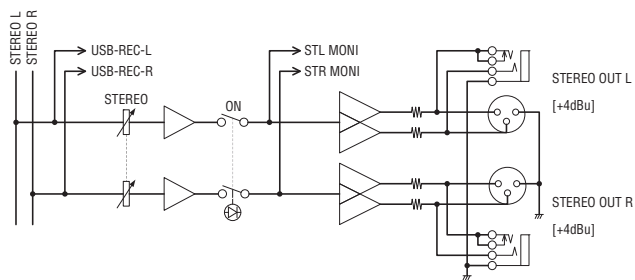 STEREO L
STEREO R
USB-REC-L
USB-REC-R
STL MONI
STR MONI
STEREO
ON
STEREO OUT L
[+4dBu]
STEREO OUT R
[+4dBu]